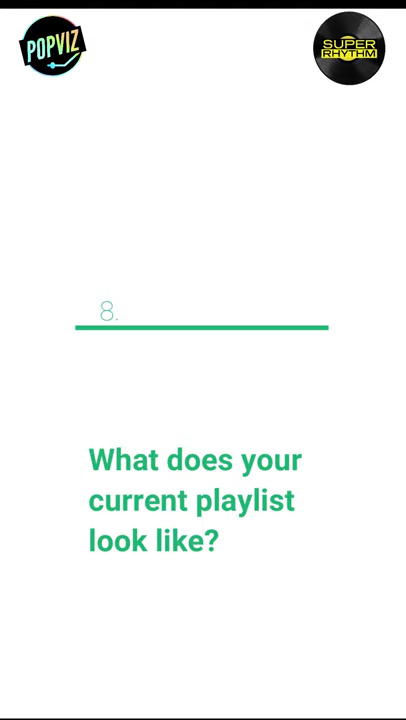 POPVIZ
SUPER
RHYTHM
8.
What does your
current playlist
look like?